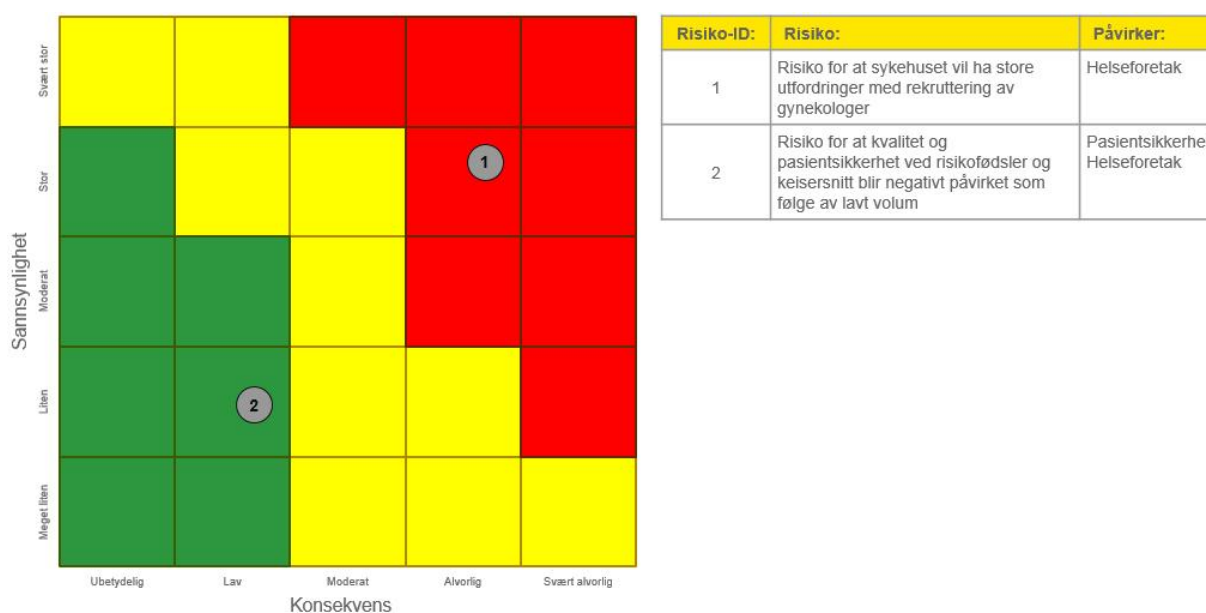 Sannsynlighet
Svært stor
Stor
Moderat
Liten
Meget liten
1
2
Ubetydelig
Lav
Moderat
Alvorlig
Svært alvorlig
Konsekvens
Risiko-ID:
Risiko:
Påvirker:
1
Risiko for at sykehuset vil ha store
utfordringer med rekruttering av
gynekologer
Helseforetak
2
Risiko for at kvalitet og
pasientsikkerhet ved risikofødsler og
keisersnitt blir negativt påvirket som
følge av lavt volum
Pasientsikkerhe
Helseforetak